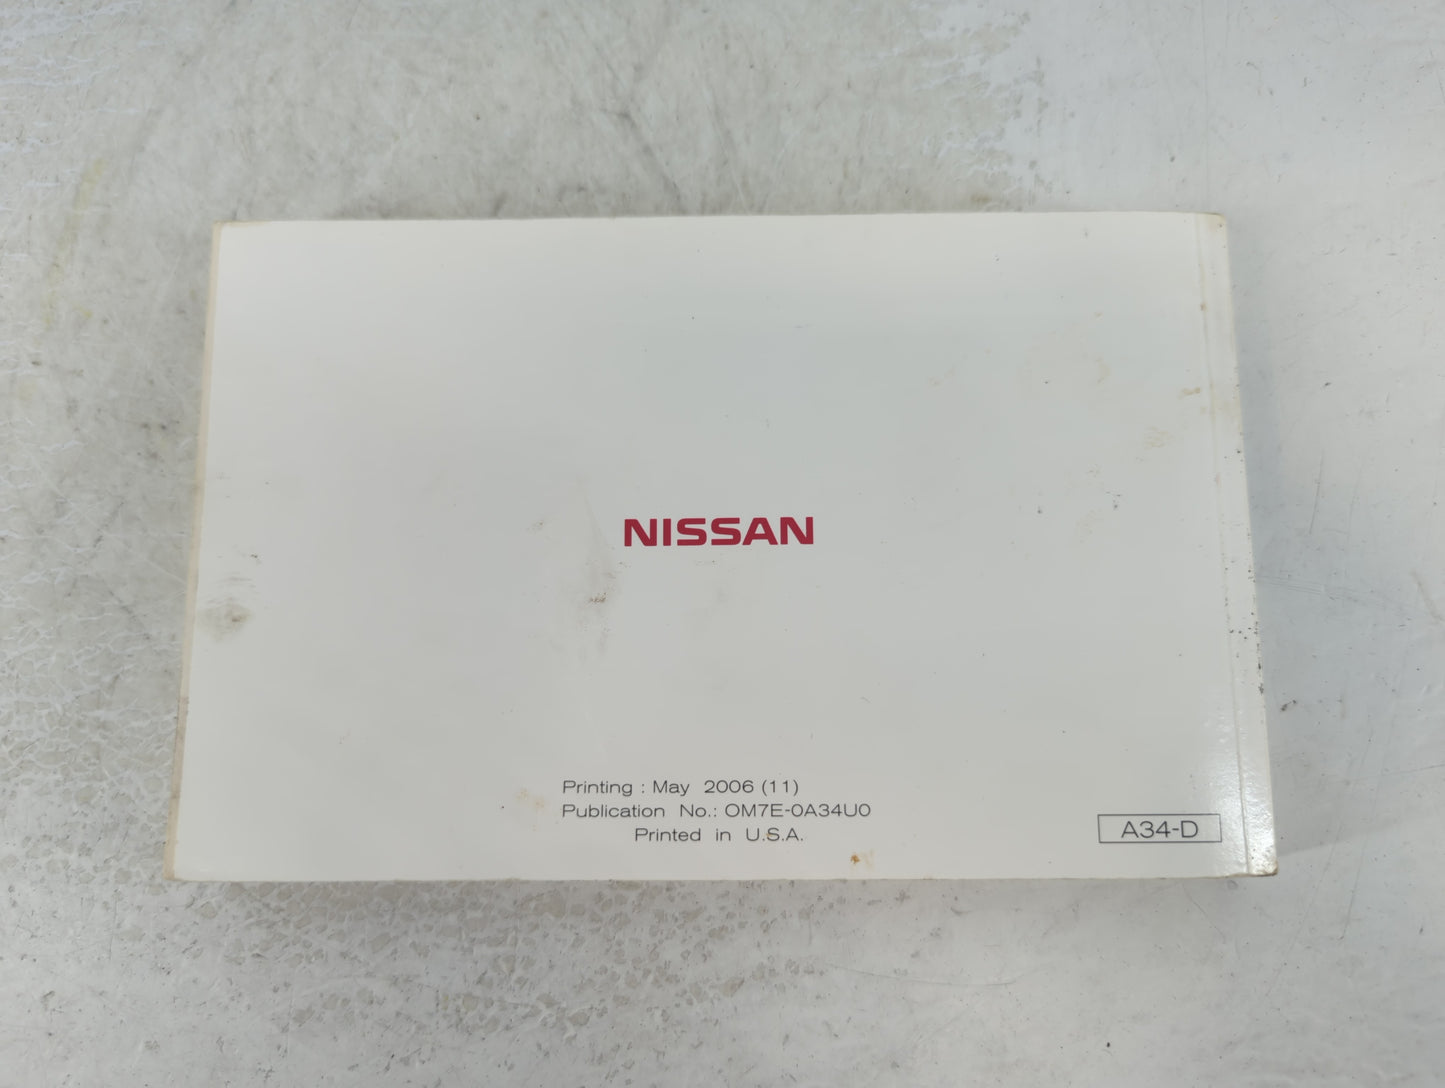 NISSAN
Printing : May 2006 (11)
Publication No.: OM7E-0A34U0
Printed in U.S.A.
A34-D